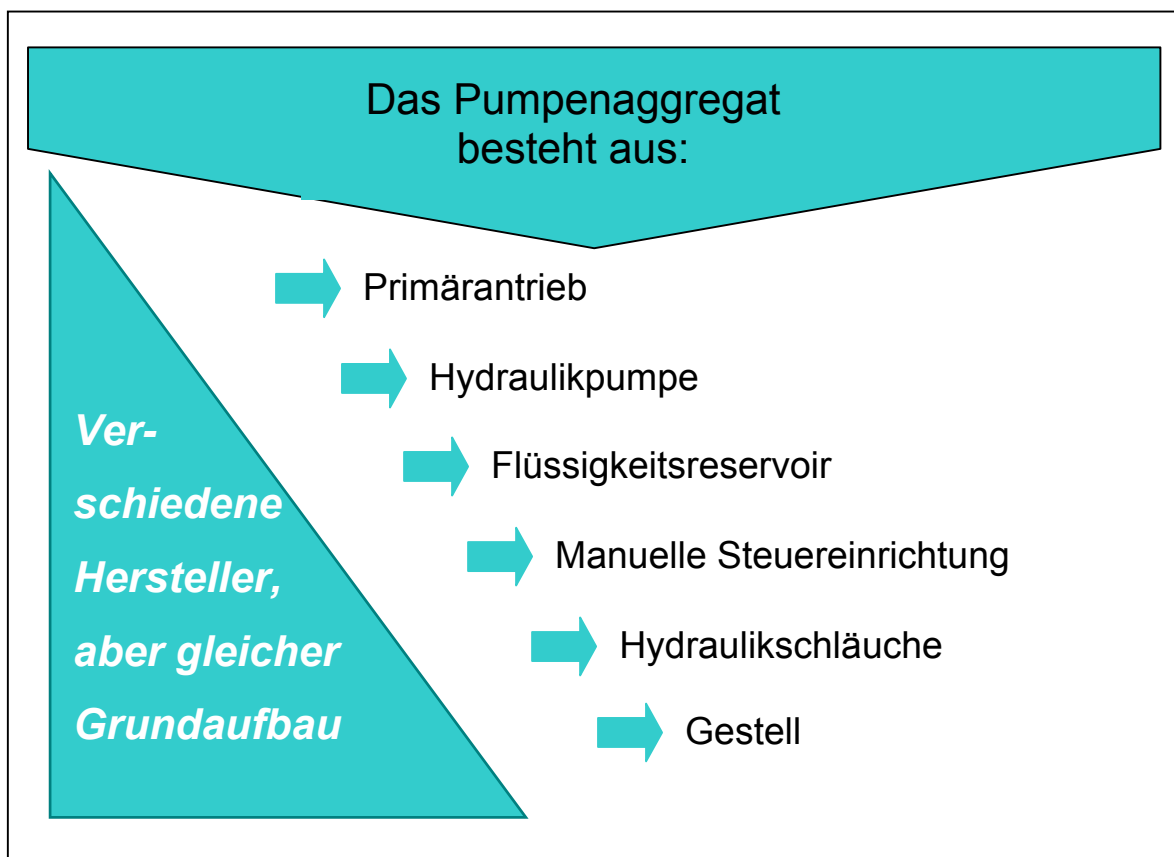 Das Pumpenaggregat
besteht aus:
Primärantrieb
Hydraulikpumpe
Flüssigkeitsreservoir
Manuelle Steuereinrichtung
Hydraulikschläuche
Gestell
Ver-
schiedene
Hersteller,
aber gleicher
Grundaufbau